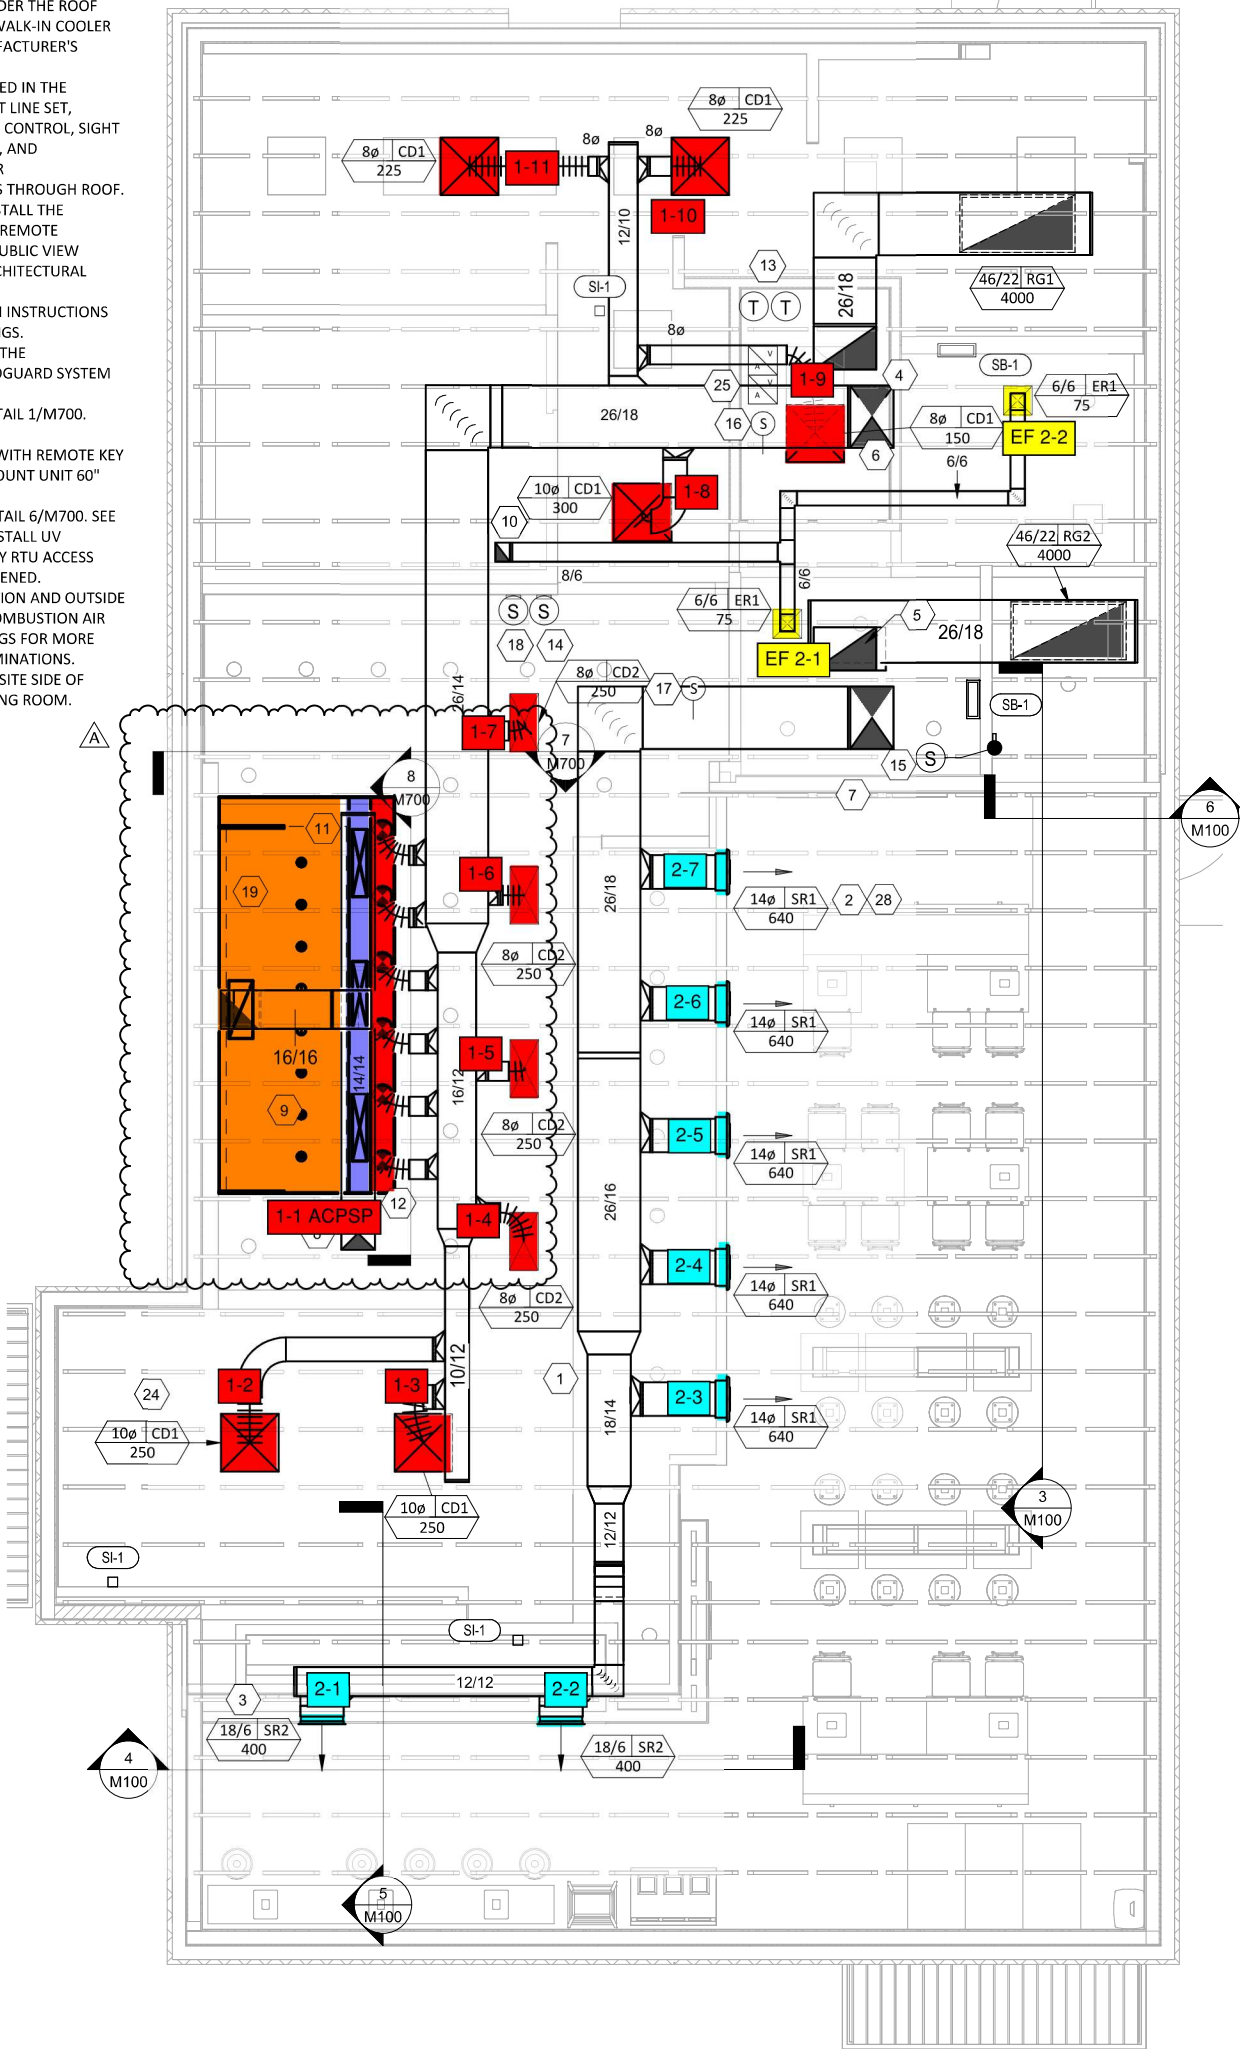 DER THE ROOF
WALK-IN COOLER
FACTURER'S
ED IN THE
T LINE SET,
CONTROL, SIGHT
, AND
R
S THROUGH ROOF.
STALL THE
REMOTE
PUBLIC VIEW
CHITECTURAL
N INSTRUCTIONS
NGS.
THE
OGUARD SYSTEM
TAIL 1/M700.
WITH REMOTE KEY
OUNT UNIT 60"
TAIL 6/M700. SEE
STALL UV
Y RTU ACCESS
ENED.
ION AND OUTSIDE
OMBUSTION AIR
GS FOR MORE
MINATIONS.
SITE SIDE OF
NG ROOM.
8ø CD1
225
8ø CD1
225
8ø
8ø
1-11
1-10
12/10
13
SI-1
T T
26/18
46/22 RG1
4000
8ø
V
A
V
A
25
1-9
4
SB-1
6/6 ER1
75
26/18
16
S
8ø CD1
150
EF 2-2
6
6/6
10ø CD1
300
1-8
10
46/22 RG2
4000
8/6
6/6
6/6 ER1
75
S S
18
14
5
26/18
EF 2-1
8ø CD2
250
17
S
SB-1
26/14
A
1-7
7
M700
15
S
8
M700
7
6
M100
11
1-6
2-7
26/18
19
14ø SR1
640
2
28
8ø CD2
250
2-6
14ø SR1
640
16/16
14/14
16/12
1-5
9
8ø CD2
250
2-5
14ø SR1
640
26/16
12
1-1 ACPSP
1-4
2-4
14ø SR1
640
8ø CD2
250
10/12
1
24
1-2
1-3
2-3
18/14
14ø SR1
640
10ø CD1
250
10ø CD1
250
3
M100
12/12
SI-1
SI-1
12/12
2-1
2-2
3
18/6 SR2
400
18/6 SR2
400
4
M100
5
M100